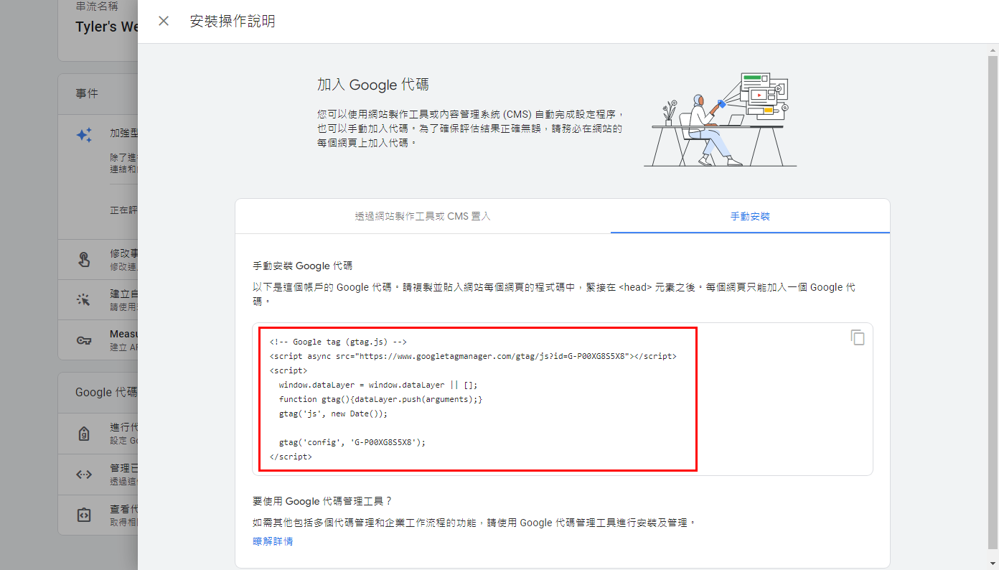 串流名稱
Tyler's We
事件
加強型
除了進
連結和
正在評
修改事
修改連
建立自
請使用
Measu
建立 AP
Google 代碼
進行代
設定 Go
管理已
透過這
查看代
取得相
安裝操作說明
加入 Google 代碼
您可以使用網站製作工具或內容管理系統 (CMS) 自動完成設定程序，
也可以手動加入代碼。為了確保評估結果正確無誤，請務必在網站的
每個網頁上加入代碼。
透過網站製作工具或 CMS 置入
手動安裝
手動安裝 Google 代碼
以下是這個帳戶的 Google 代碼。請複製並貼入網站每個網頁的程式碼中，緊接在 <head> 元素之後。每個網頁只能加入一個 Google 代
碼。
<!-- Google tag (gtag.js) -->
<script async src="https://www.googletagmanager.com/gtag/js?id=G-P00XG8S5X8"></script>
<script>
window.dataLayer = window.dataLayer || [];
function gtag(){dataLayer.push(arguments);}
gtag('js', new Date());
gtag('config', 'G-P00XG8S5X8');
</script>
要使用 Google 代碼管理工具？
如需其他包括多個代碼管理和企業工作流程的功能，請使用 Google 代碼管理工具進行安裝及管理。
瞭解詳情